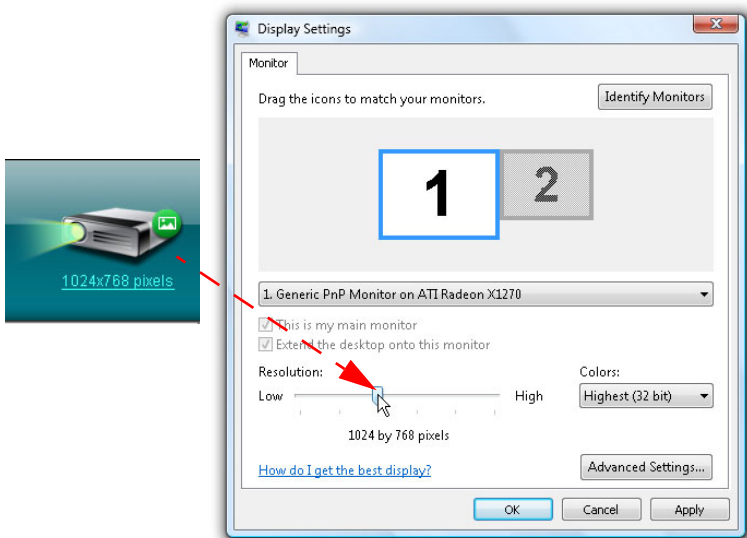 Display Settings
Monitor
Drag the icons to match your monitors.
Identify Monitors
1
2
1024x768 pixels
1. Generic PnP Monitor on ATI Radeon X1270
This is my main monitor
Extend the desktop onto this monitor
Resolution:
Colors:
Low
High
Highest (32 bit)
1024 by 768 pixels
How do I get the best display?
Advanced Settings...
OK
Cancel
Apply